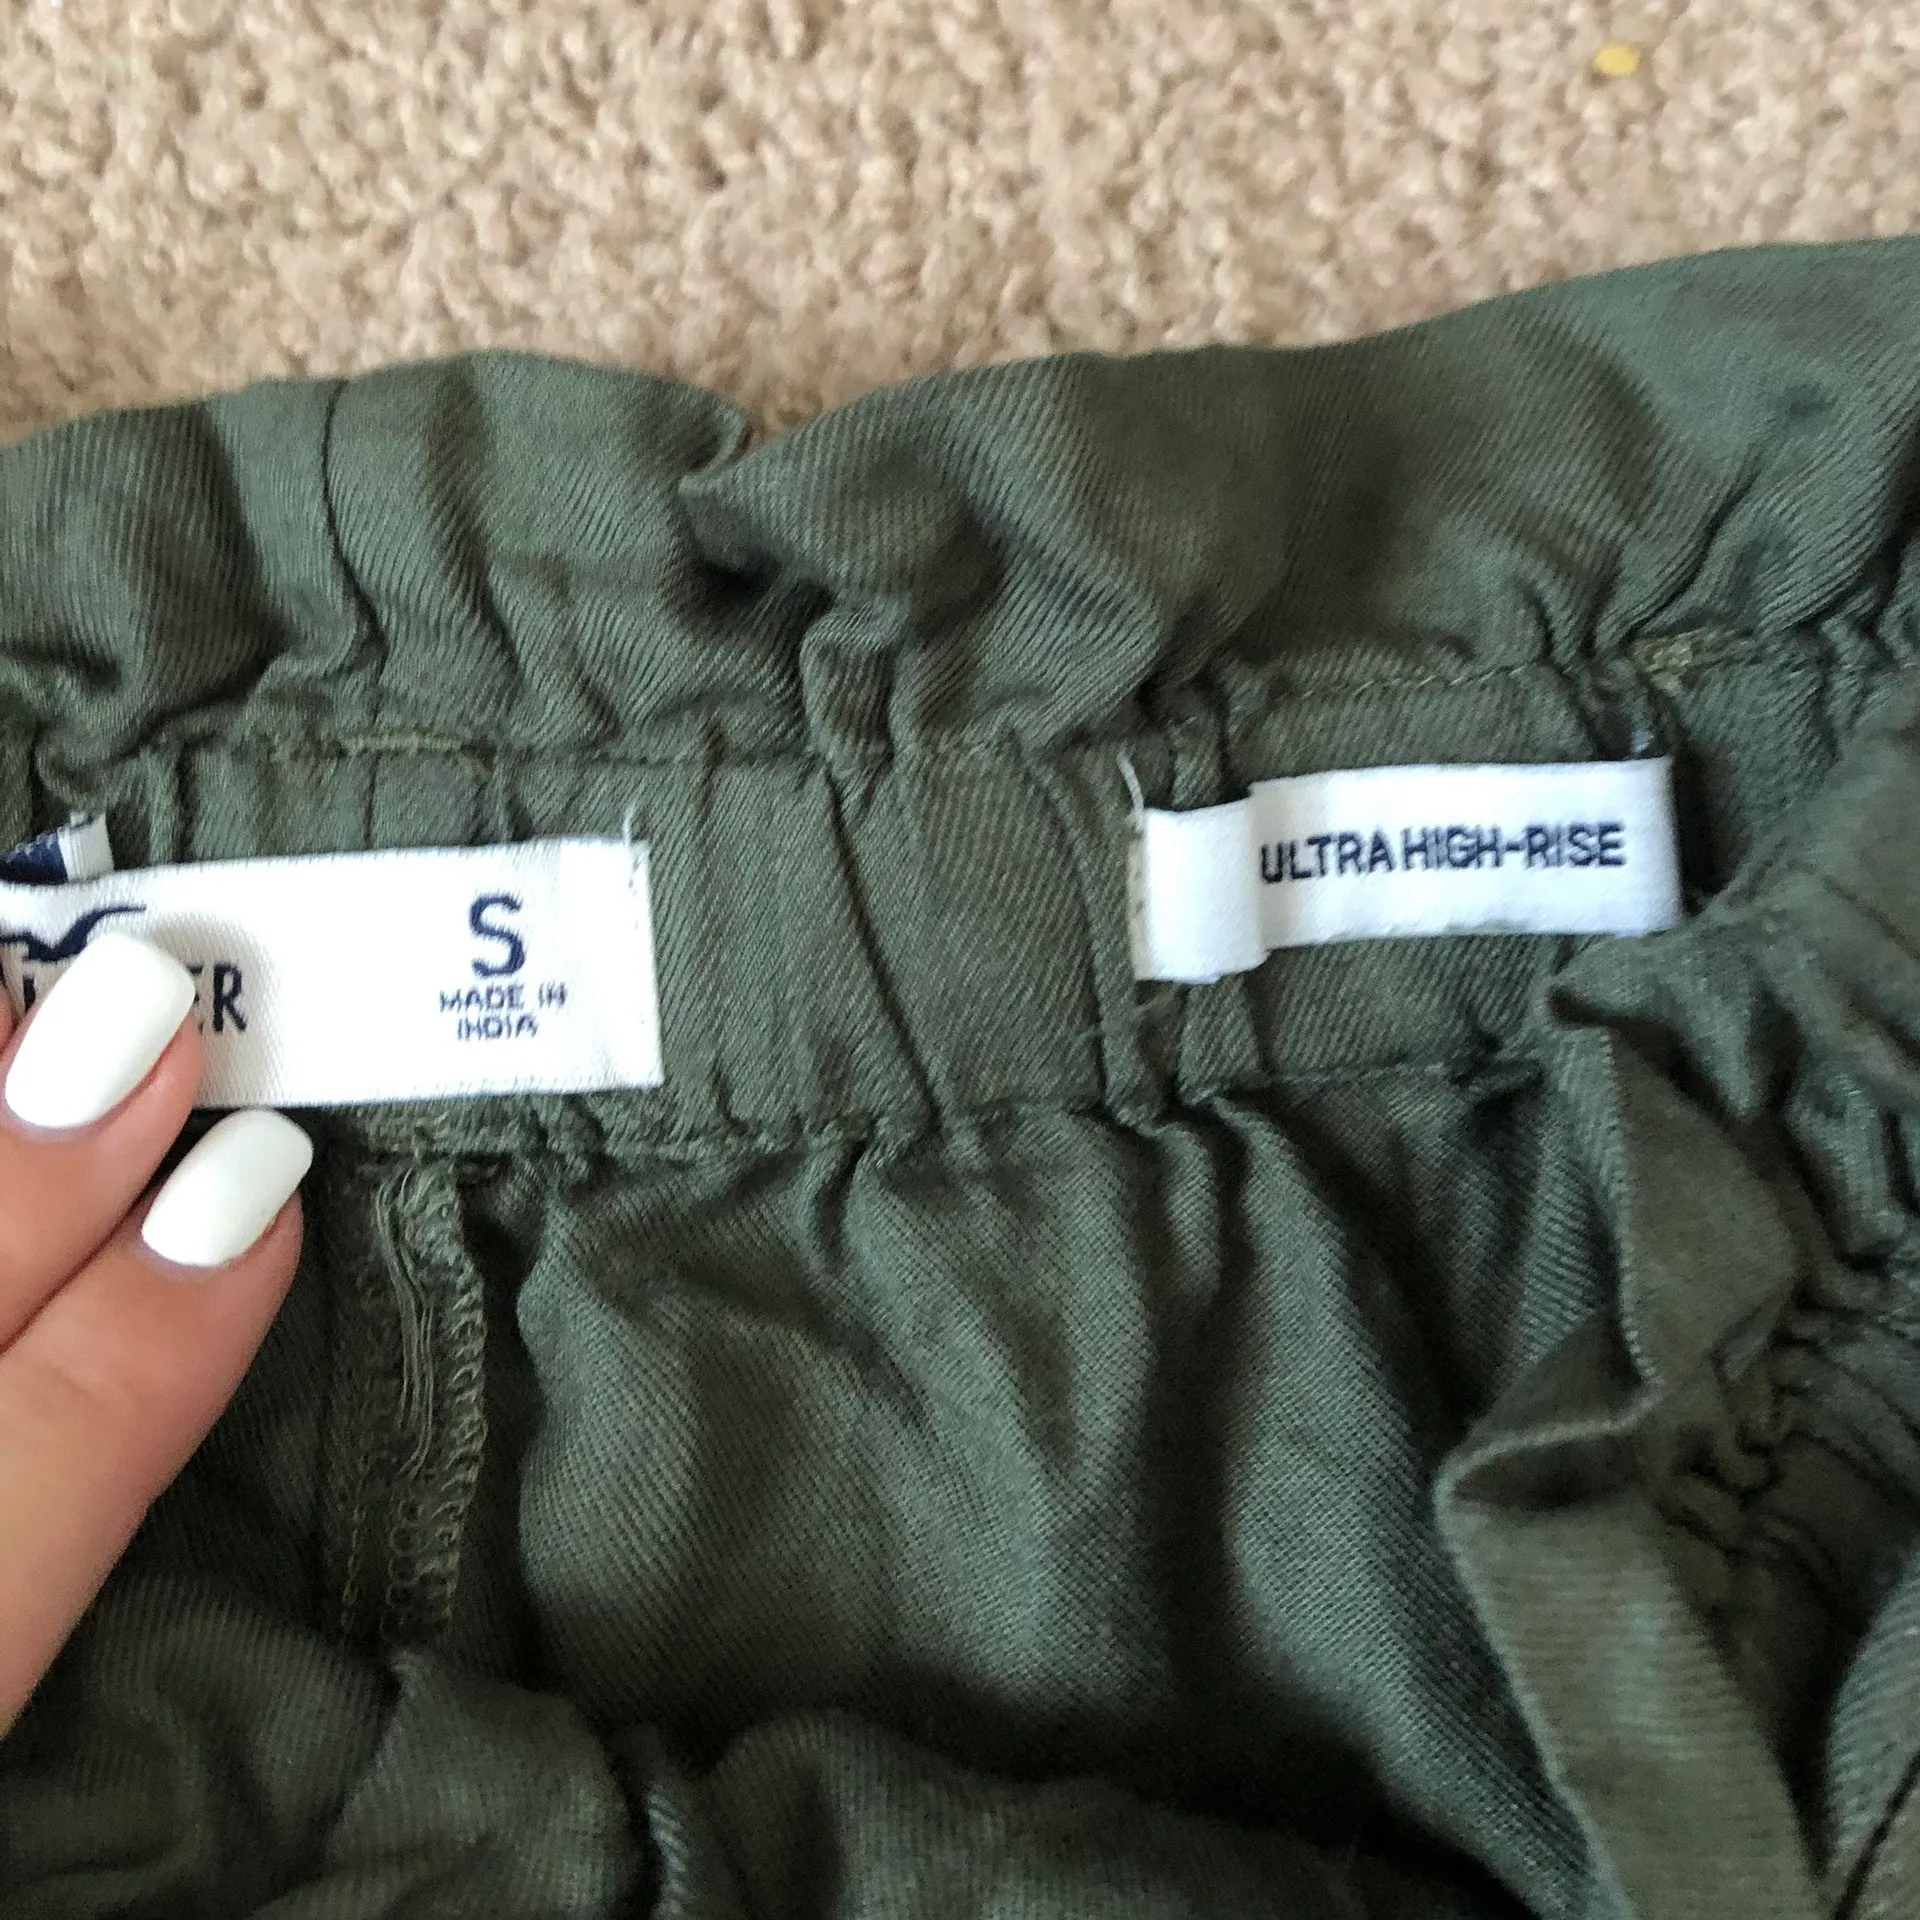 S
MADE IN
INDIA
ULTRA HIGH-RISE